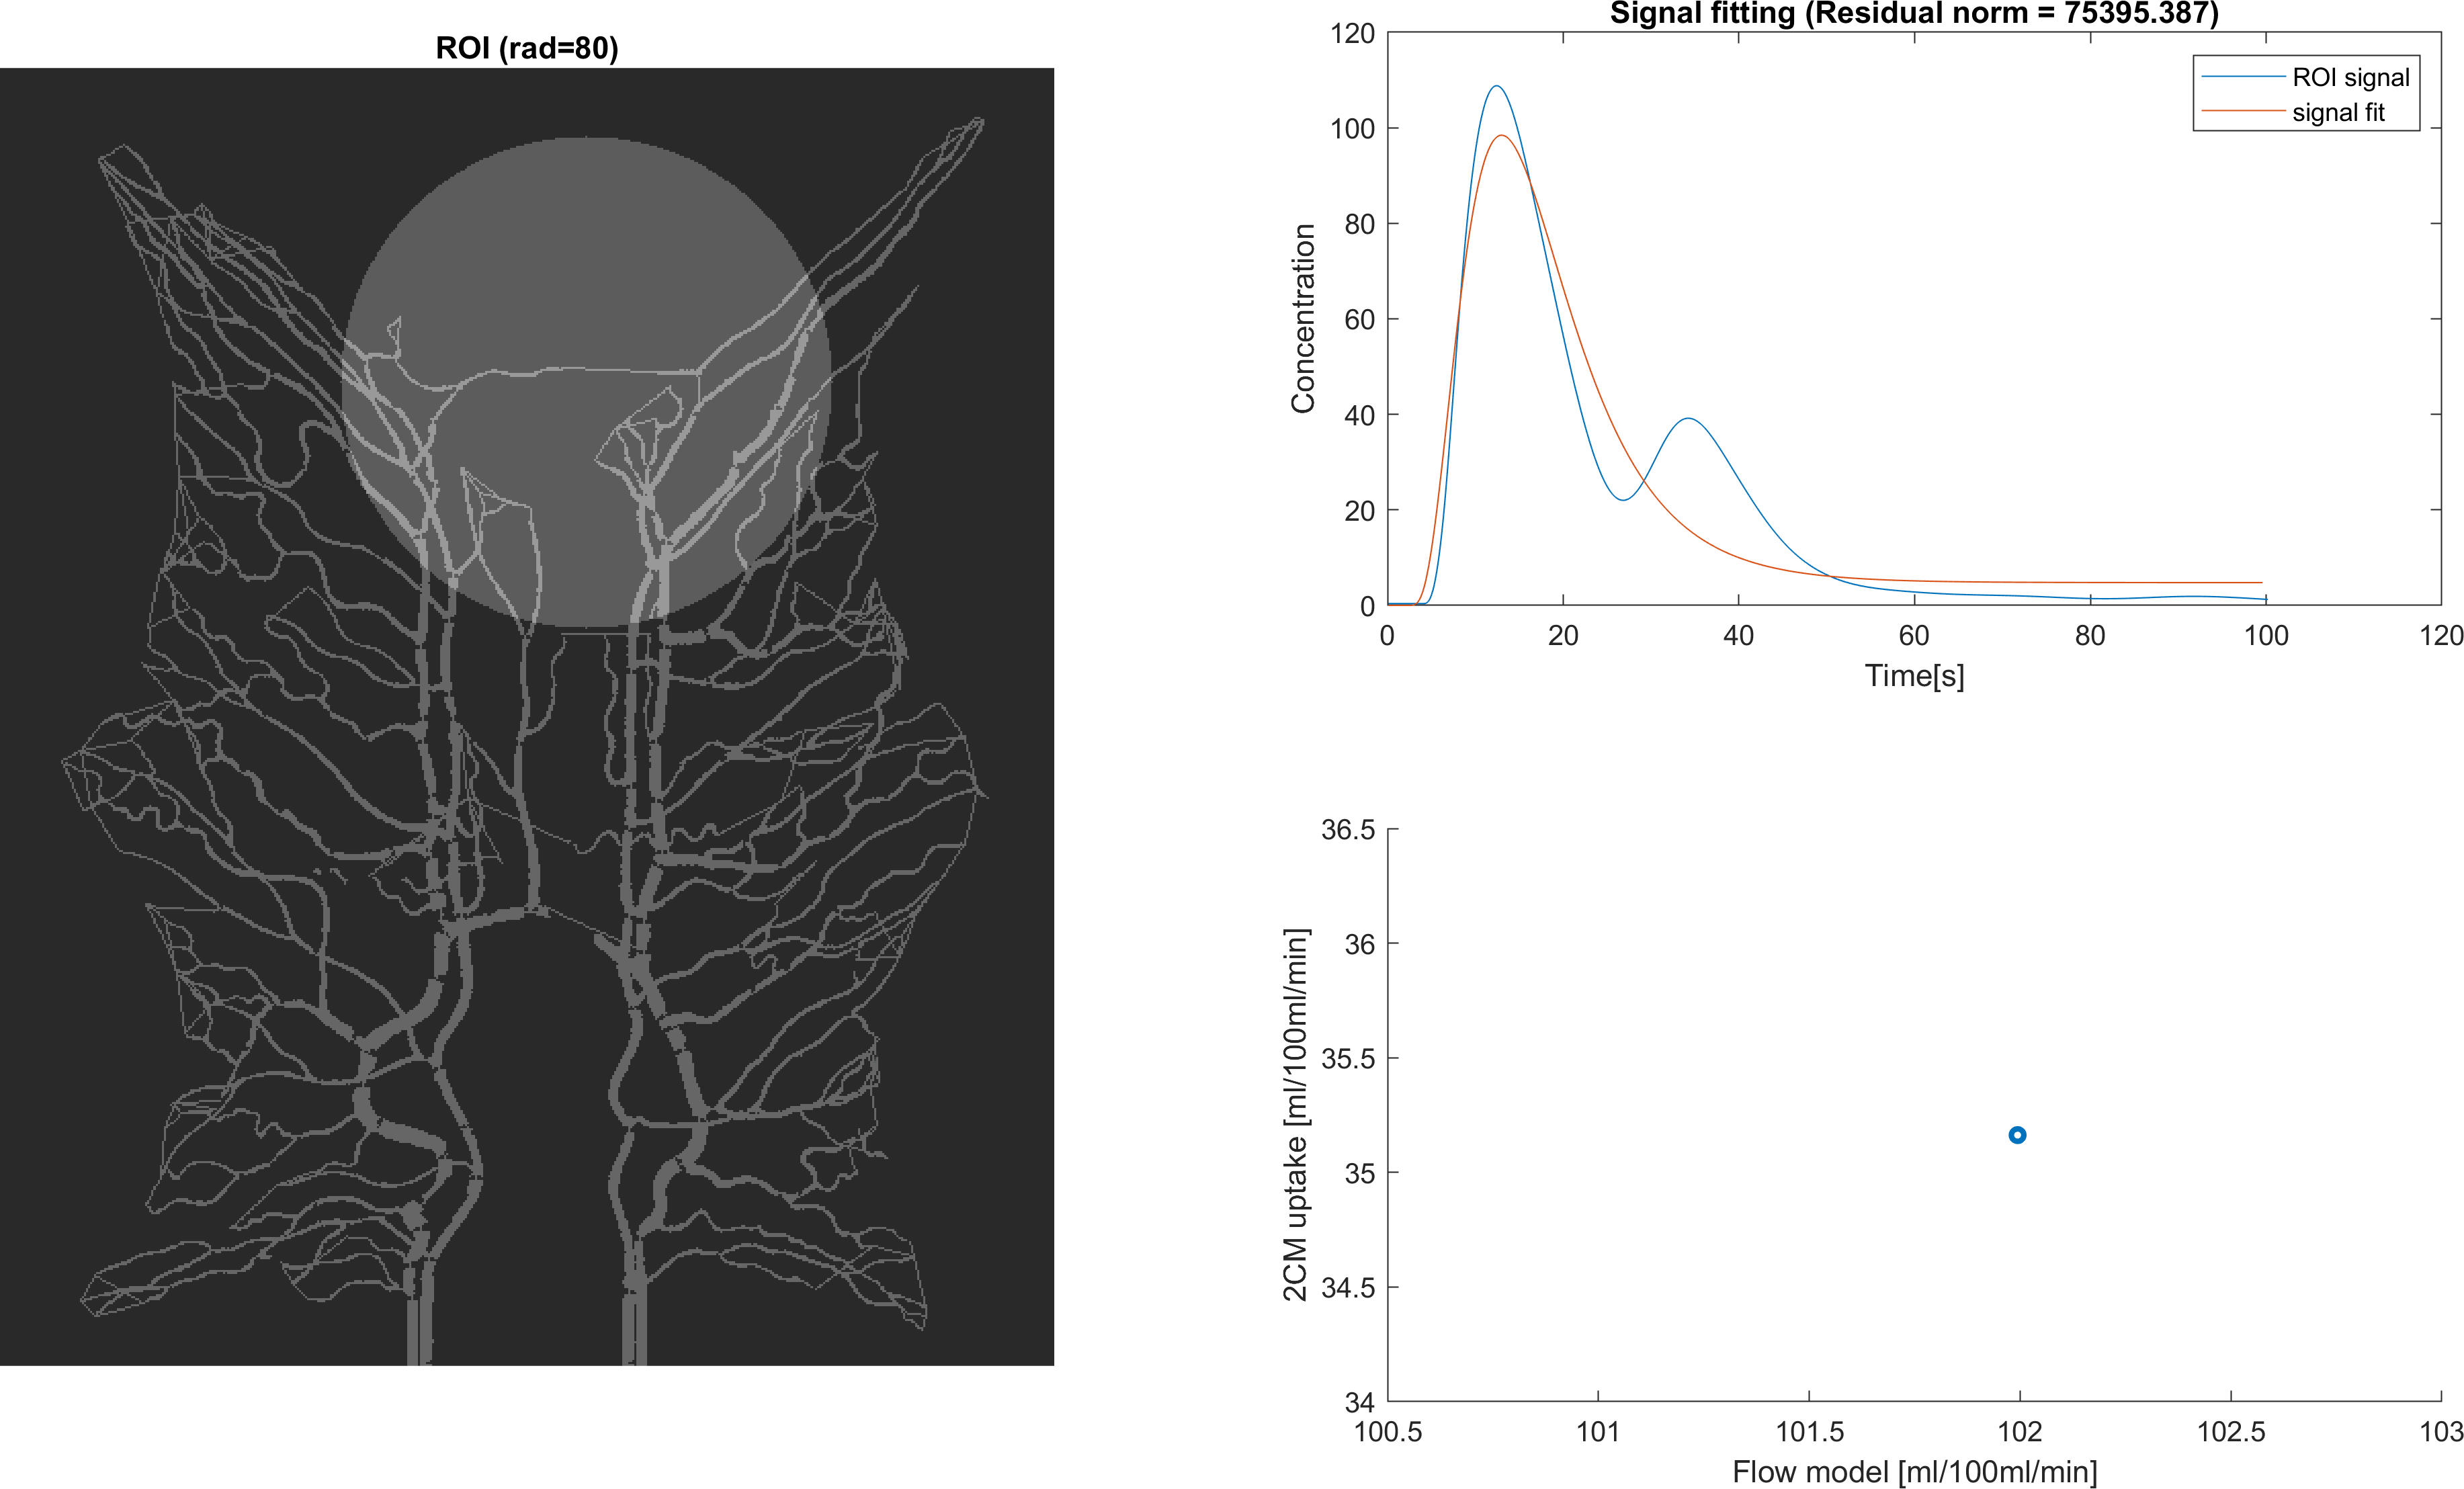 ROI (rad=80)
Signal fitting (Residual norm = 75395.387)
120
100
80
60
40
20
0
Concentration
ROI signal
signal fit
0 20 40 60 80 100 120
Time[s]
36.5
36
35.5
35
34.5
34
2CM uptake [ml/100ml/min]
100.5 101 101.5 102 102.5 103
Flow model [ml/100ml/min]